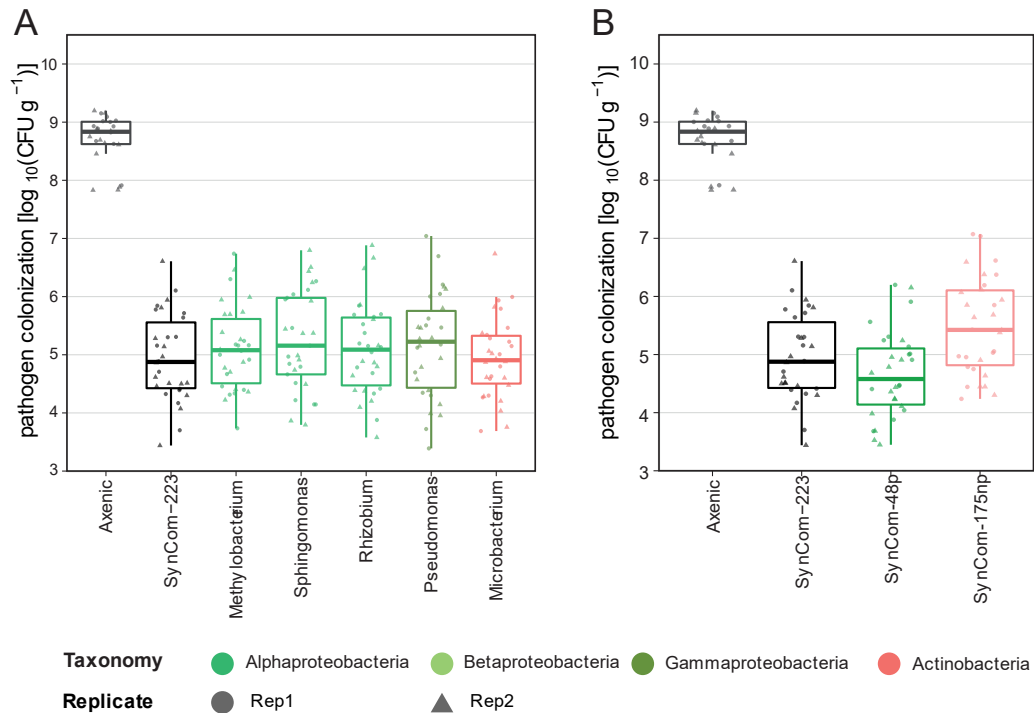 A
B
pathogen colonization [log 10(CFU g −1)]
10
9
8
7
6
5
4
3
Axenic
SynCom−223
Methylobacterium
Sphingomonas
Rhizobium
Pseudomonas
Microbacterium
pathogen colonization [log 10(CFU g −1)]
10
9
8
7
6
5
4
3
Axenic
SynCom−223
SynCom−48p
SynCom−175np
Taxonomy Alphaproteobacteria Betaproteobacteria Gammaproteobacteria Actinobacteria
Replicate Rep1 Rep2